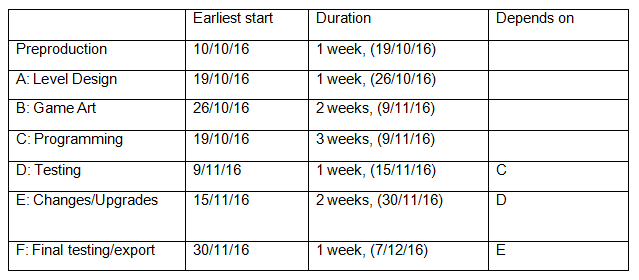 Earliest start Duration Depends on
Preproduction 10/10/16 1 week, (19/10/16)
A: Level Design 19/10/16 1 week, (26/10/16)
B: Game Art 26/10/16 2 weeks, (9/11/16)
C: Programming 19/10/16 3 weeks, (9/11/16)
D: Testing 9/11/16 1 week, (15/11/16) C
E: Changes/Upgrades 15/11/16 2 weeks, (30/11/16) D
F: Final testing/export 30/11/16 1 week, (7/12/16) E